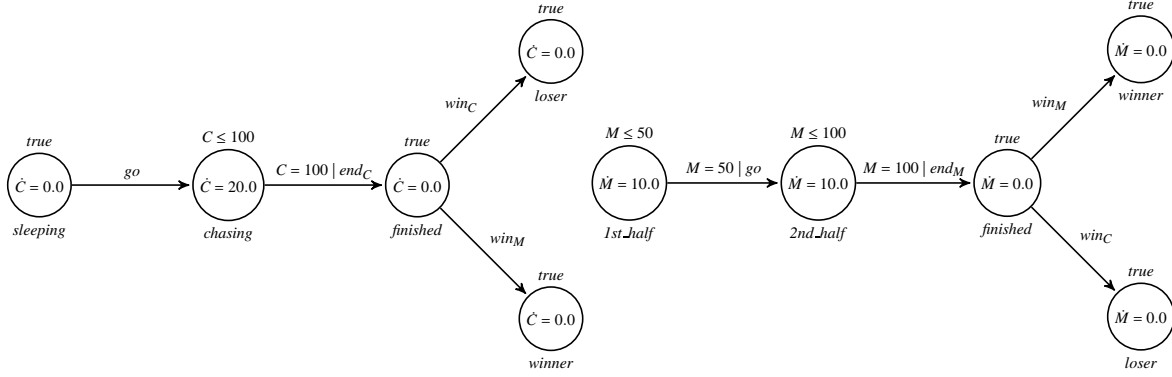 true
Ċ = 0.0
sleeping
go
C ≤ 100
Ċ = 20.0
chasing
C = 100 | end_C
true
Ċ = 0.0
finished
win_C
true
Ċ = 0.0
loser
win_M
true
Ċ = 0.0
winner
M ≤ 50
Ṁ = 10.0
1st_half
M = 50 | go
M ≤ 100
Ṁ = 10.0
2nd_half
M = 100 | end_M
true
Ṁ = 0.0
finished
win_M
true
Ṁ = 0.0
winner
win_C
true
Ṁ = 0.0
loser